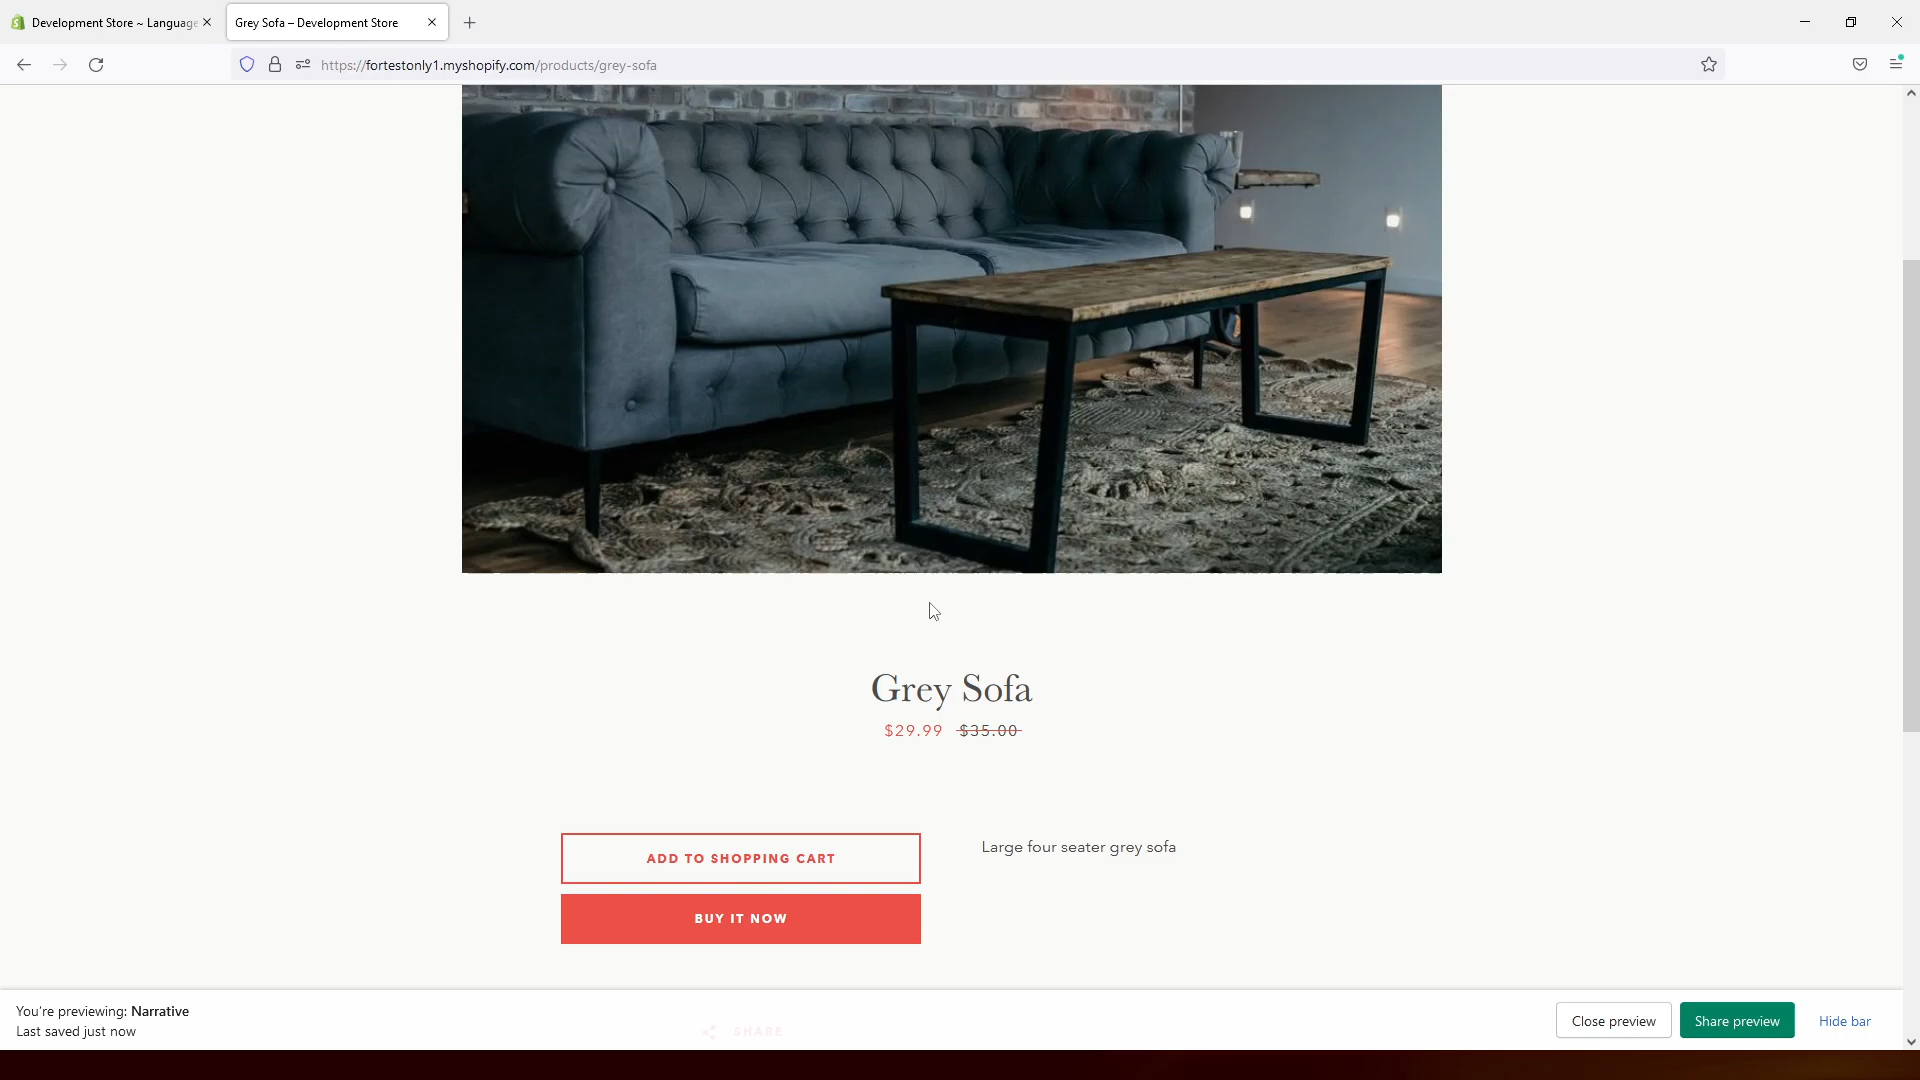 Development Store ~ Language
Grey Sofa – Development Store
https://fortestonly1.myshopify.com/products/grey-sofa
Grey Sofa
$29.99 $35.00
ADD TO SHOPPING CART
Large four seater grey sofa
BUY IT NOW
You're previewing: Narrative
Last saved just now
SHARE
Close preview
Share preview
Hide bar